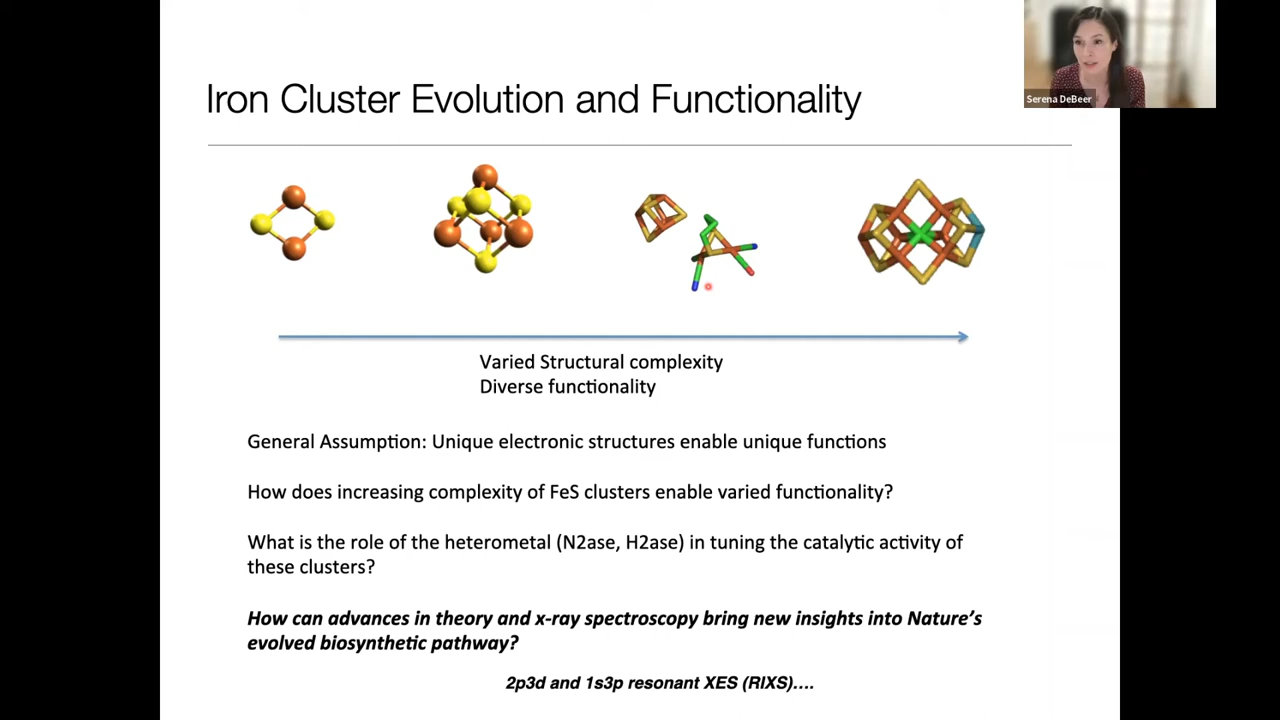 Serena DeBeer
Iron Cluster Evolution and Functionality
Varied Structural complexity
Diverse functionality
General Assumption: Unique electronic structures enable unique functions
How does increasing complexity of FeS clusters enable varied functionality?
What is the role of the heterometal (N2ase, H2ase) in tuning the catalytic activity of
these clusters?
How can advances in theory and x-ray spectroscopy bring new insights into Nature's
evolved biosynthetic pathway?
2p3d and 1s3p resonant XES (RIXS)....